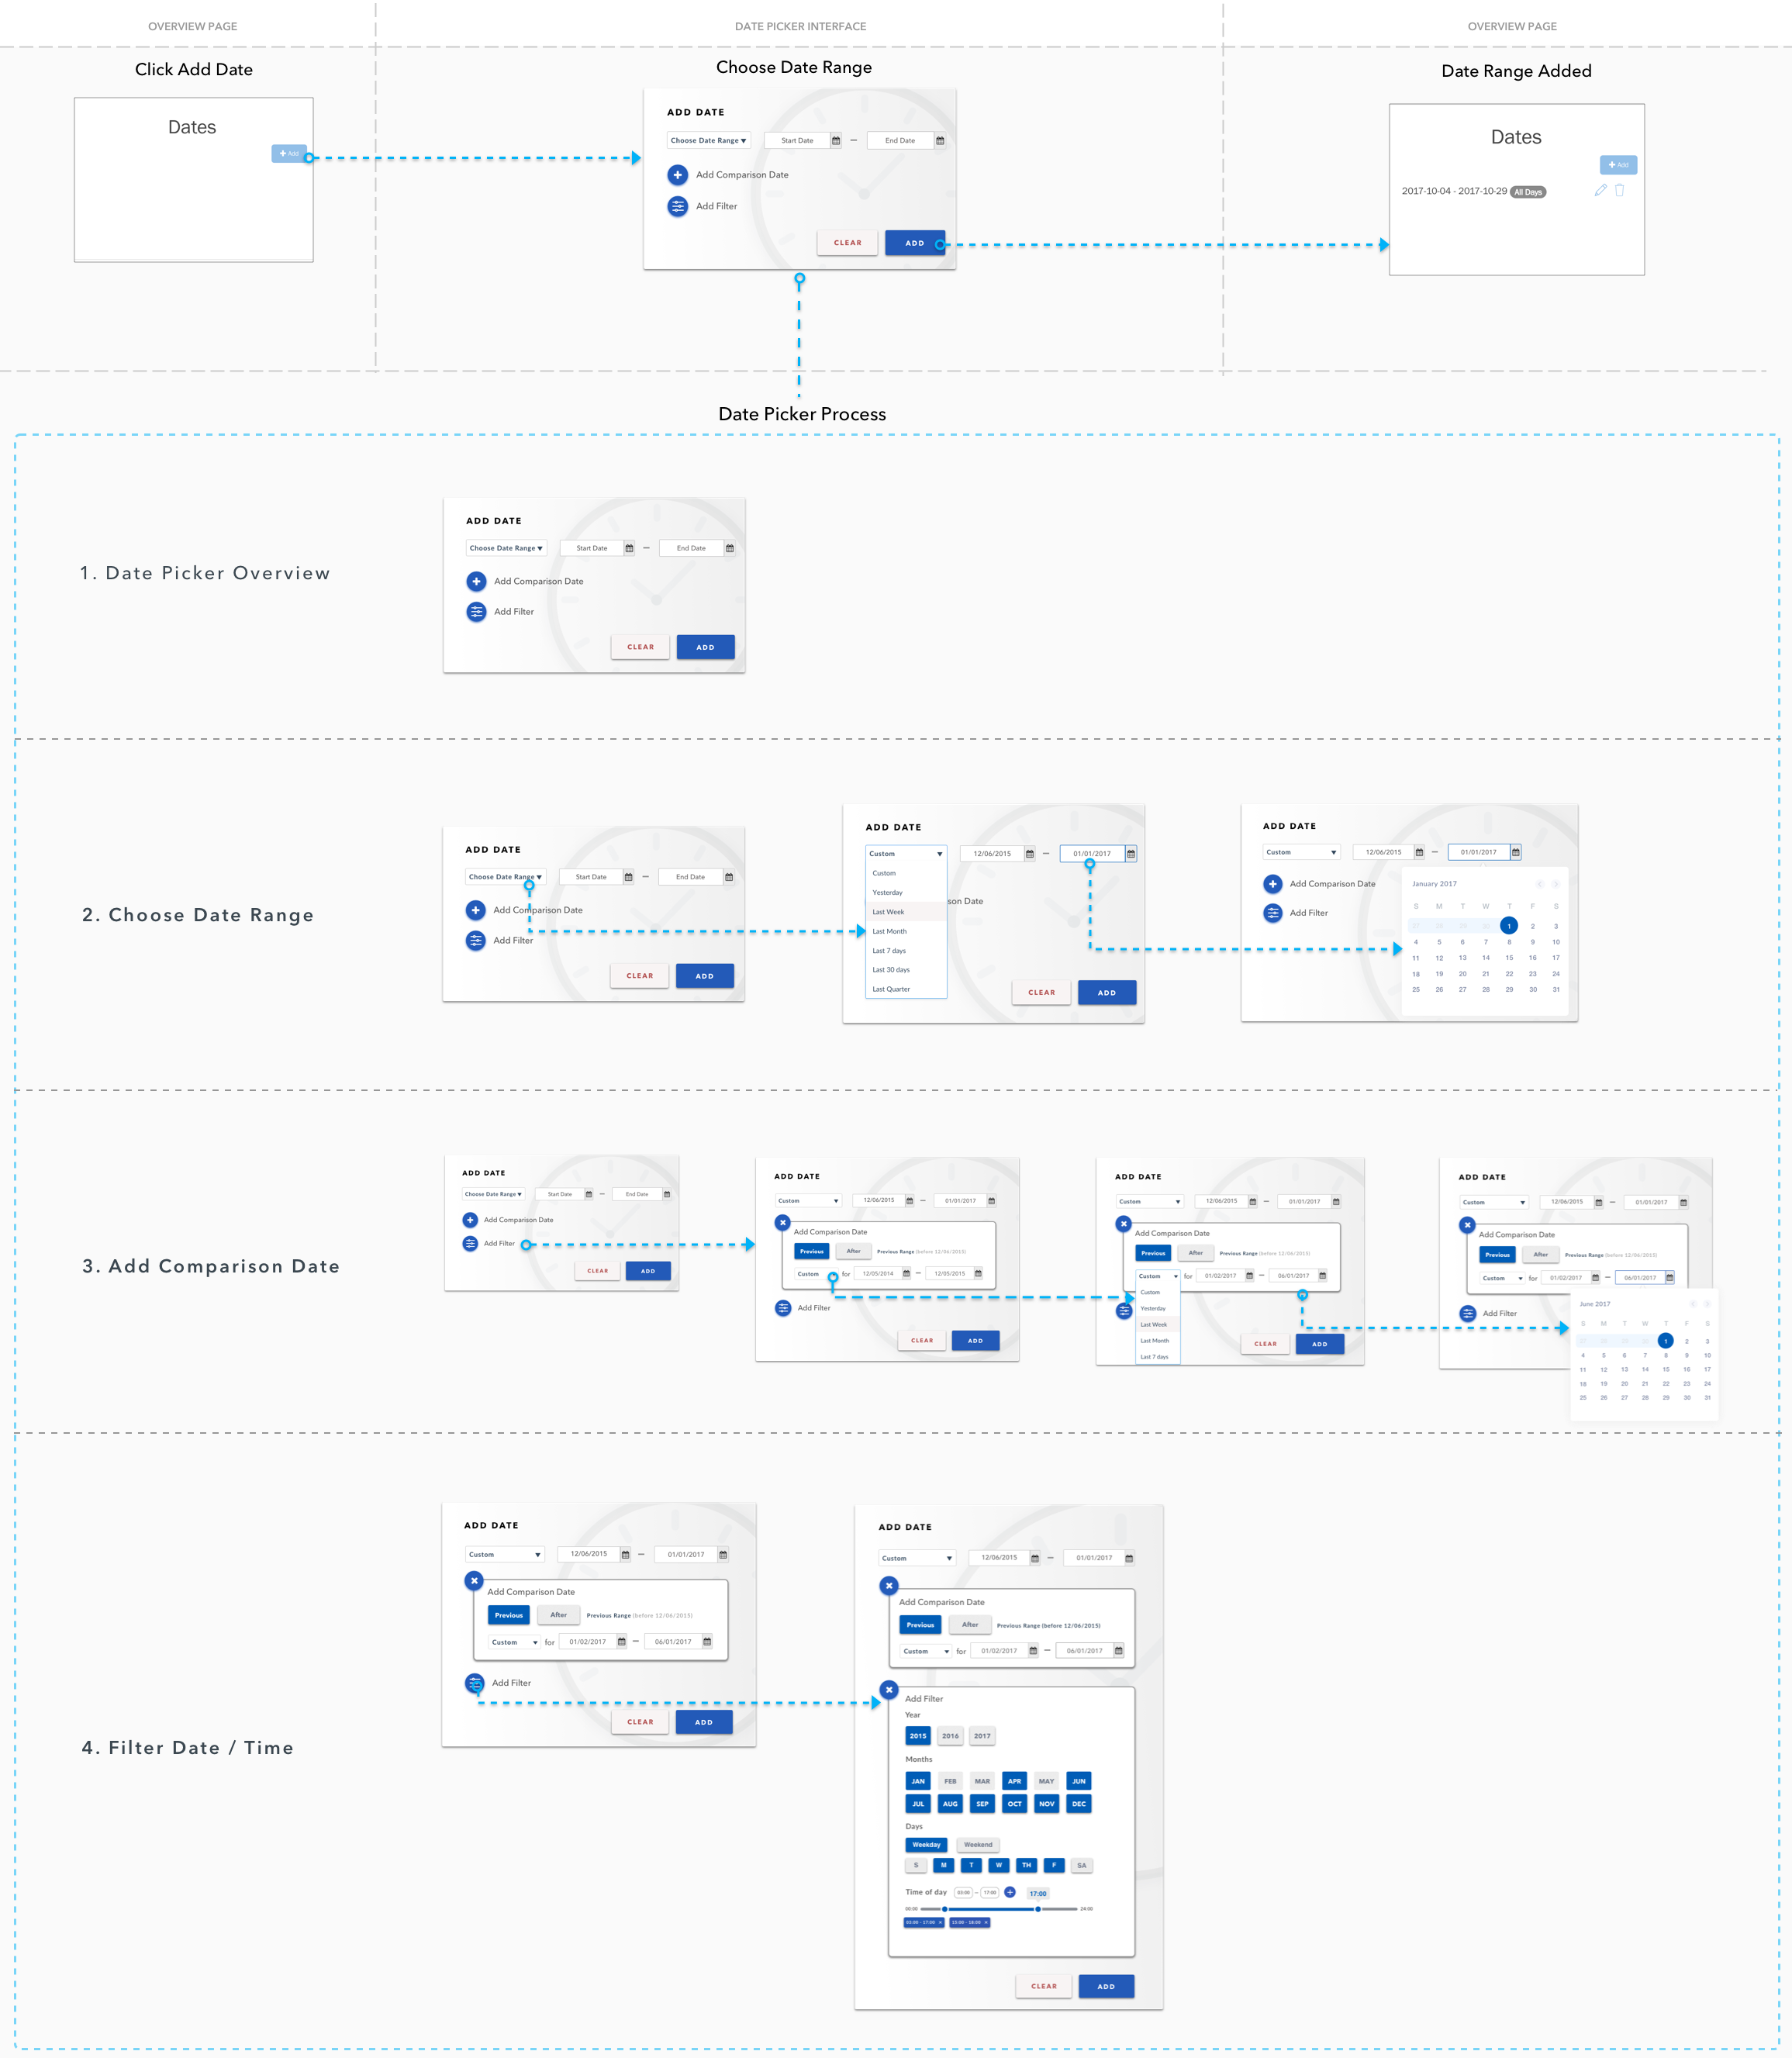 OVERVIEW PAGE
DATE PICKER INTERFACE
OVERVIEW PAGE
Click Add Date
Choose Date Range
Date Range Added
Dates
+ Add
ADD DATE
Choose Date Range
Start Date
–
End Date
Add Comparison Date
Add Filter
CLEAR
ADD
Dates
+ Add
2017-10-04 - 2017-10-29 All Days
Date Picker Process
1. Date Picker Overview
ADD DATE
Choose Date Range
Start Date
–
End Date
Add Comparison Date
Add Filter
CLEAR
ADD
2. Choose Date Range
ADD DATE
Choose Date Range
Start Date
–
End Date
Add Comparison Date
Add Filter
CLEAR
ADD
ADD DATE
Custom
12/06/2015
–
01/01/2017
Custom
Yesterday
Last Week
son Date
Last Month
Last 7 days
Last 30 days
Last Quarter
CLEAR
ADD
ADD DATE
Custom
12/06/2015
–
01/01/2017
Add Comparison Date
Add Filter
January 2017
S M T W T F S
1 2 3
4 5 6 7 8 9 10
11 12 13 14 15 16 17
18 19 20 21 22 23 24
25 26 27 28 29 30 31
3. Add Comparison Date
ADD DATE
Choose Date Range
Start Date
–
End Date
Add Comparison Date
Add Filter
CLEAR
ADD
ADD DATE
Custom
12/06/2015
–
01/01/2017
Add Comparison Date
Previous
After
Previous Range (before 12/06/2015)
Custom
for
12/05/2014
–
12/05/2015
Add Filter
CLEAR
ADD
ADD DATE
Custom
12/06/2015
–
01/01/2017
Add Comparison Date
Previous
After
Previous Range (before 12/06/2015)
Custom
for
01/02/2017
–
06/01/2017
Custom
Yesterday
Last Week
Last Month
Last 7 days
CLEAR
ADD
ADD DATE
Custom
12/06/2015
–
01/01/2017
Add Comparison Date
Previous
After
Previous Range (before 12/06/2015)
Custom
for
01/02/2017
–
06/01/2017
Add Filter
June 2017
S M T W T F S
1 2 3
4 5 6 7 8 9 10
11 12 13 14 15 16 17
18 19 20 21 22 23 24
25 26 27 28 29 30 31
4. Filter Date / Time
ADD DATE
Custom
12/06/2015
–
01/01/2017
Add Comparison Date
Previous
After
Previous Range (before 12/06/2015)
Custom
for
01/02/2017
–
06/01/2017
Add Filter
CLEAR
ADD
ADD DATE
Custom
12/06/2015
–
01/01/2017
Add Comparison Date
Previous
After
Previous Range (before 12/06/2015)
Custom
for
01/02/2017
–
06/01/2017
Add Filter
Year
2015 2016 2017
Months
JAN FEB MAR APR MAY JUN
JUL AUG SEP OCT NOV DEC
Days
Weekday Weekend
S M T W TH F SA
Time of day 03:00 – 17:00 + 17:00
00:00 24:00
03:00 - 17:00 × 15:00 - 18:00 ×
CLEAR
ADD